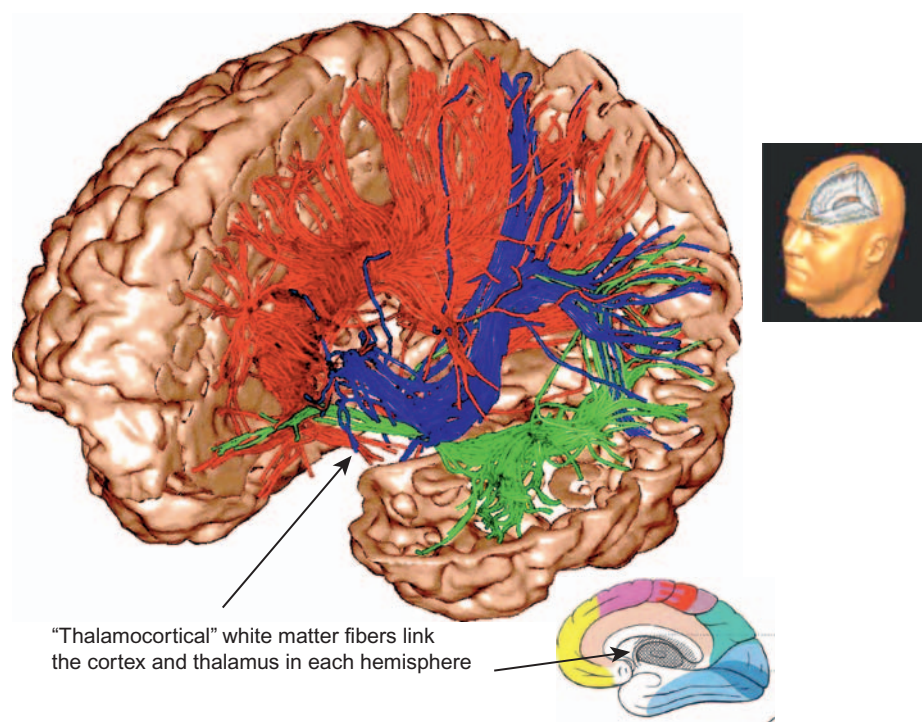 “Thalamocortical” white matter fibers link
the cortex and thalamus in each hemisphere